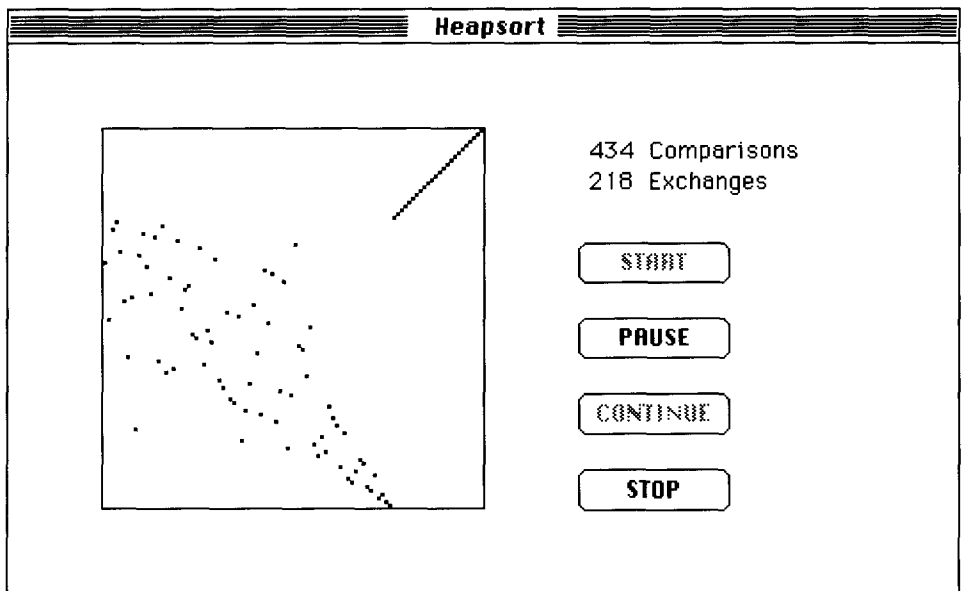 Heapsort
434 Comparisons
218 Exchanges
START
PAUSE
CONTINUE
STOP